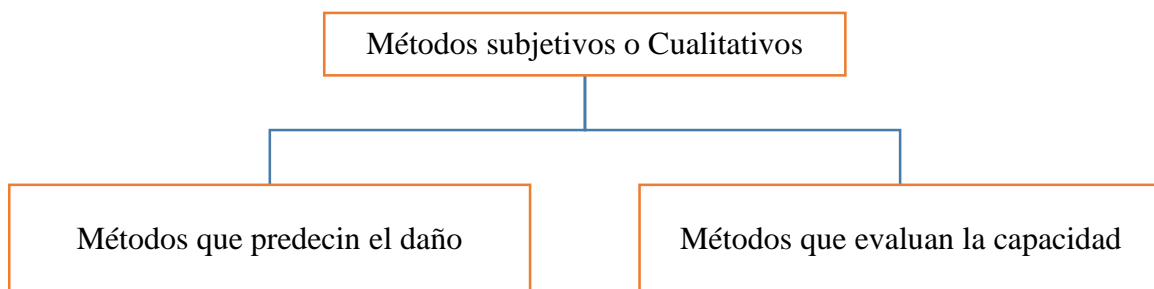 Métodos subjetivos o Cualitativos
Métodos que predecin el daño
Métodos que evaluan la capacidad